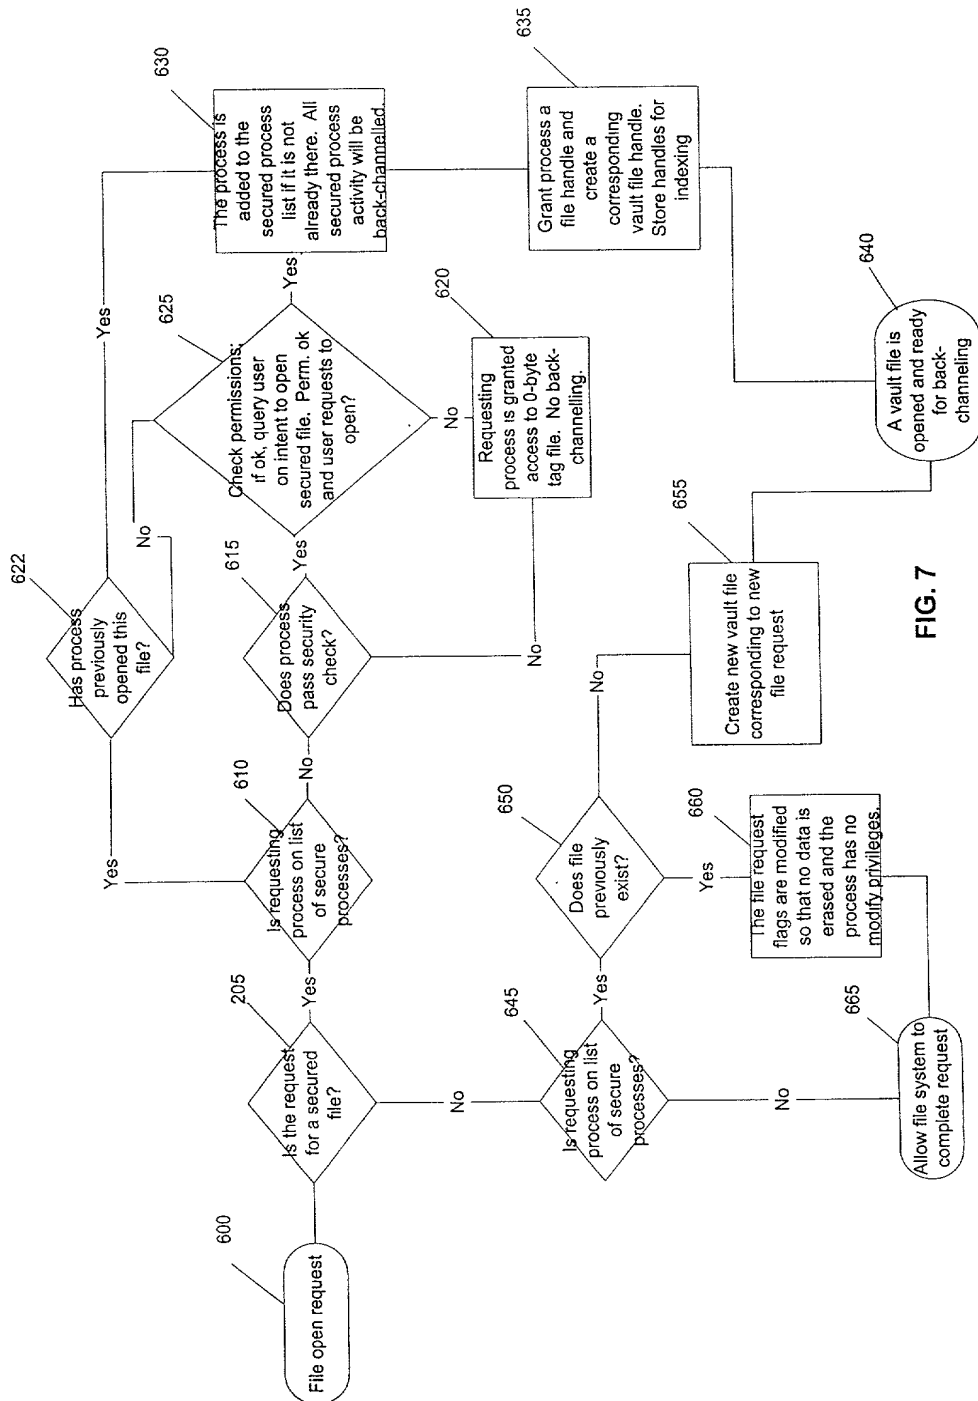 600
File open request
205
Is the request
for a secured
file?
Yes
No
610
Is requesting
process on list
of secure
processes?
Yes
No
622
Has process
previously
opened this
file?
Yes
No
615
Does process
pass security
check?
Yes
No
625
Check permissions;
if ok, query user
on intent to open
secured file. Perm. ok
and user requests to
open?
Yes
No
620
Requesting
process is granted
access to 0-byte
tag file. No back-
channelling.
630
The process is
added to the
secured process
list if it is not
already there. All
secured process
activity will be
back-channelled.
635
Grant process a
file handle and
create a
corresponding
vault file handle.
Store handles for
indexing
640
A vault file is
opened and ready
for back-
channeling
645
Is requesting
process on list
of secure
processes?
Yes
No
650
Does file
previously
exist?
No
Yes
655
Create new vault file
corresponding to new
file request
660
The file request
flags are modified
so that no data is
erased and the
process has no
modify privileges.
665
Allow file system to
complete request
FIG. 7